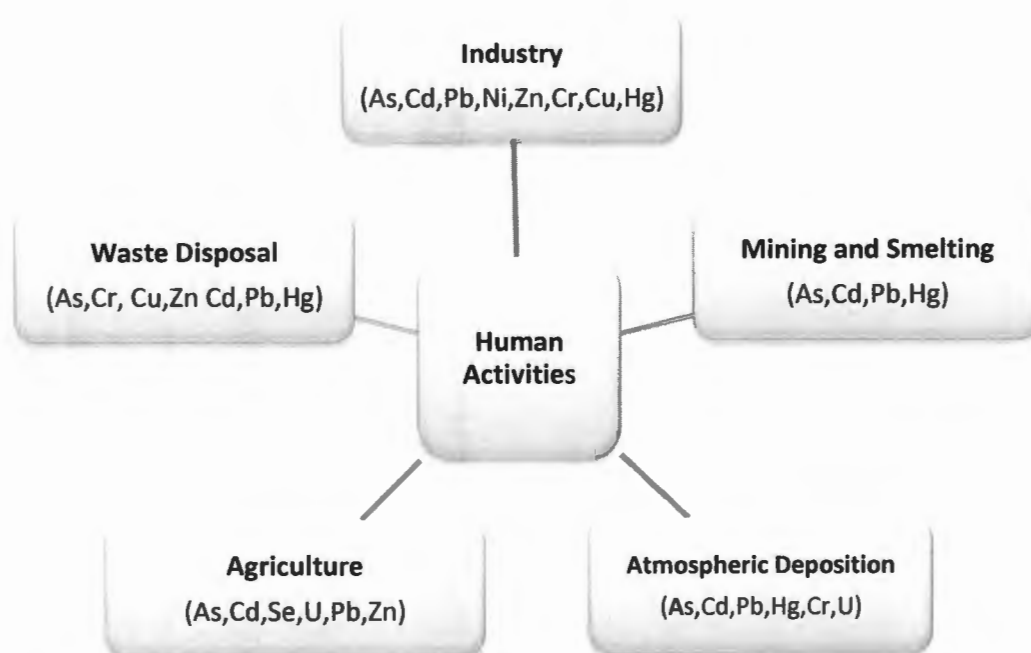 Industry
(As,Cd,Pb,Ni,Zn,Cr,Cu,Hg)
Waste Disposal
(As,Cr, Cu,Zn Cd,Pb,Hg)
Mining and Smelting
(As,Cd,Pb,Hg)
Human
Activities
Agriculture
(As,Cd,Se,U,Pb,Zn)
Atmospheric Deposition
(As,Cd,Pb,Hg,Cr,U)